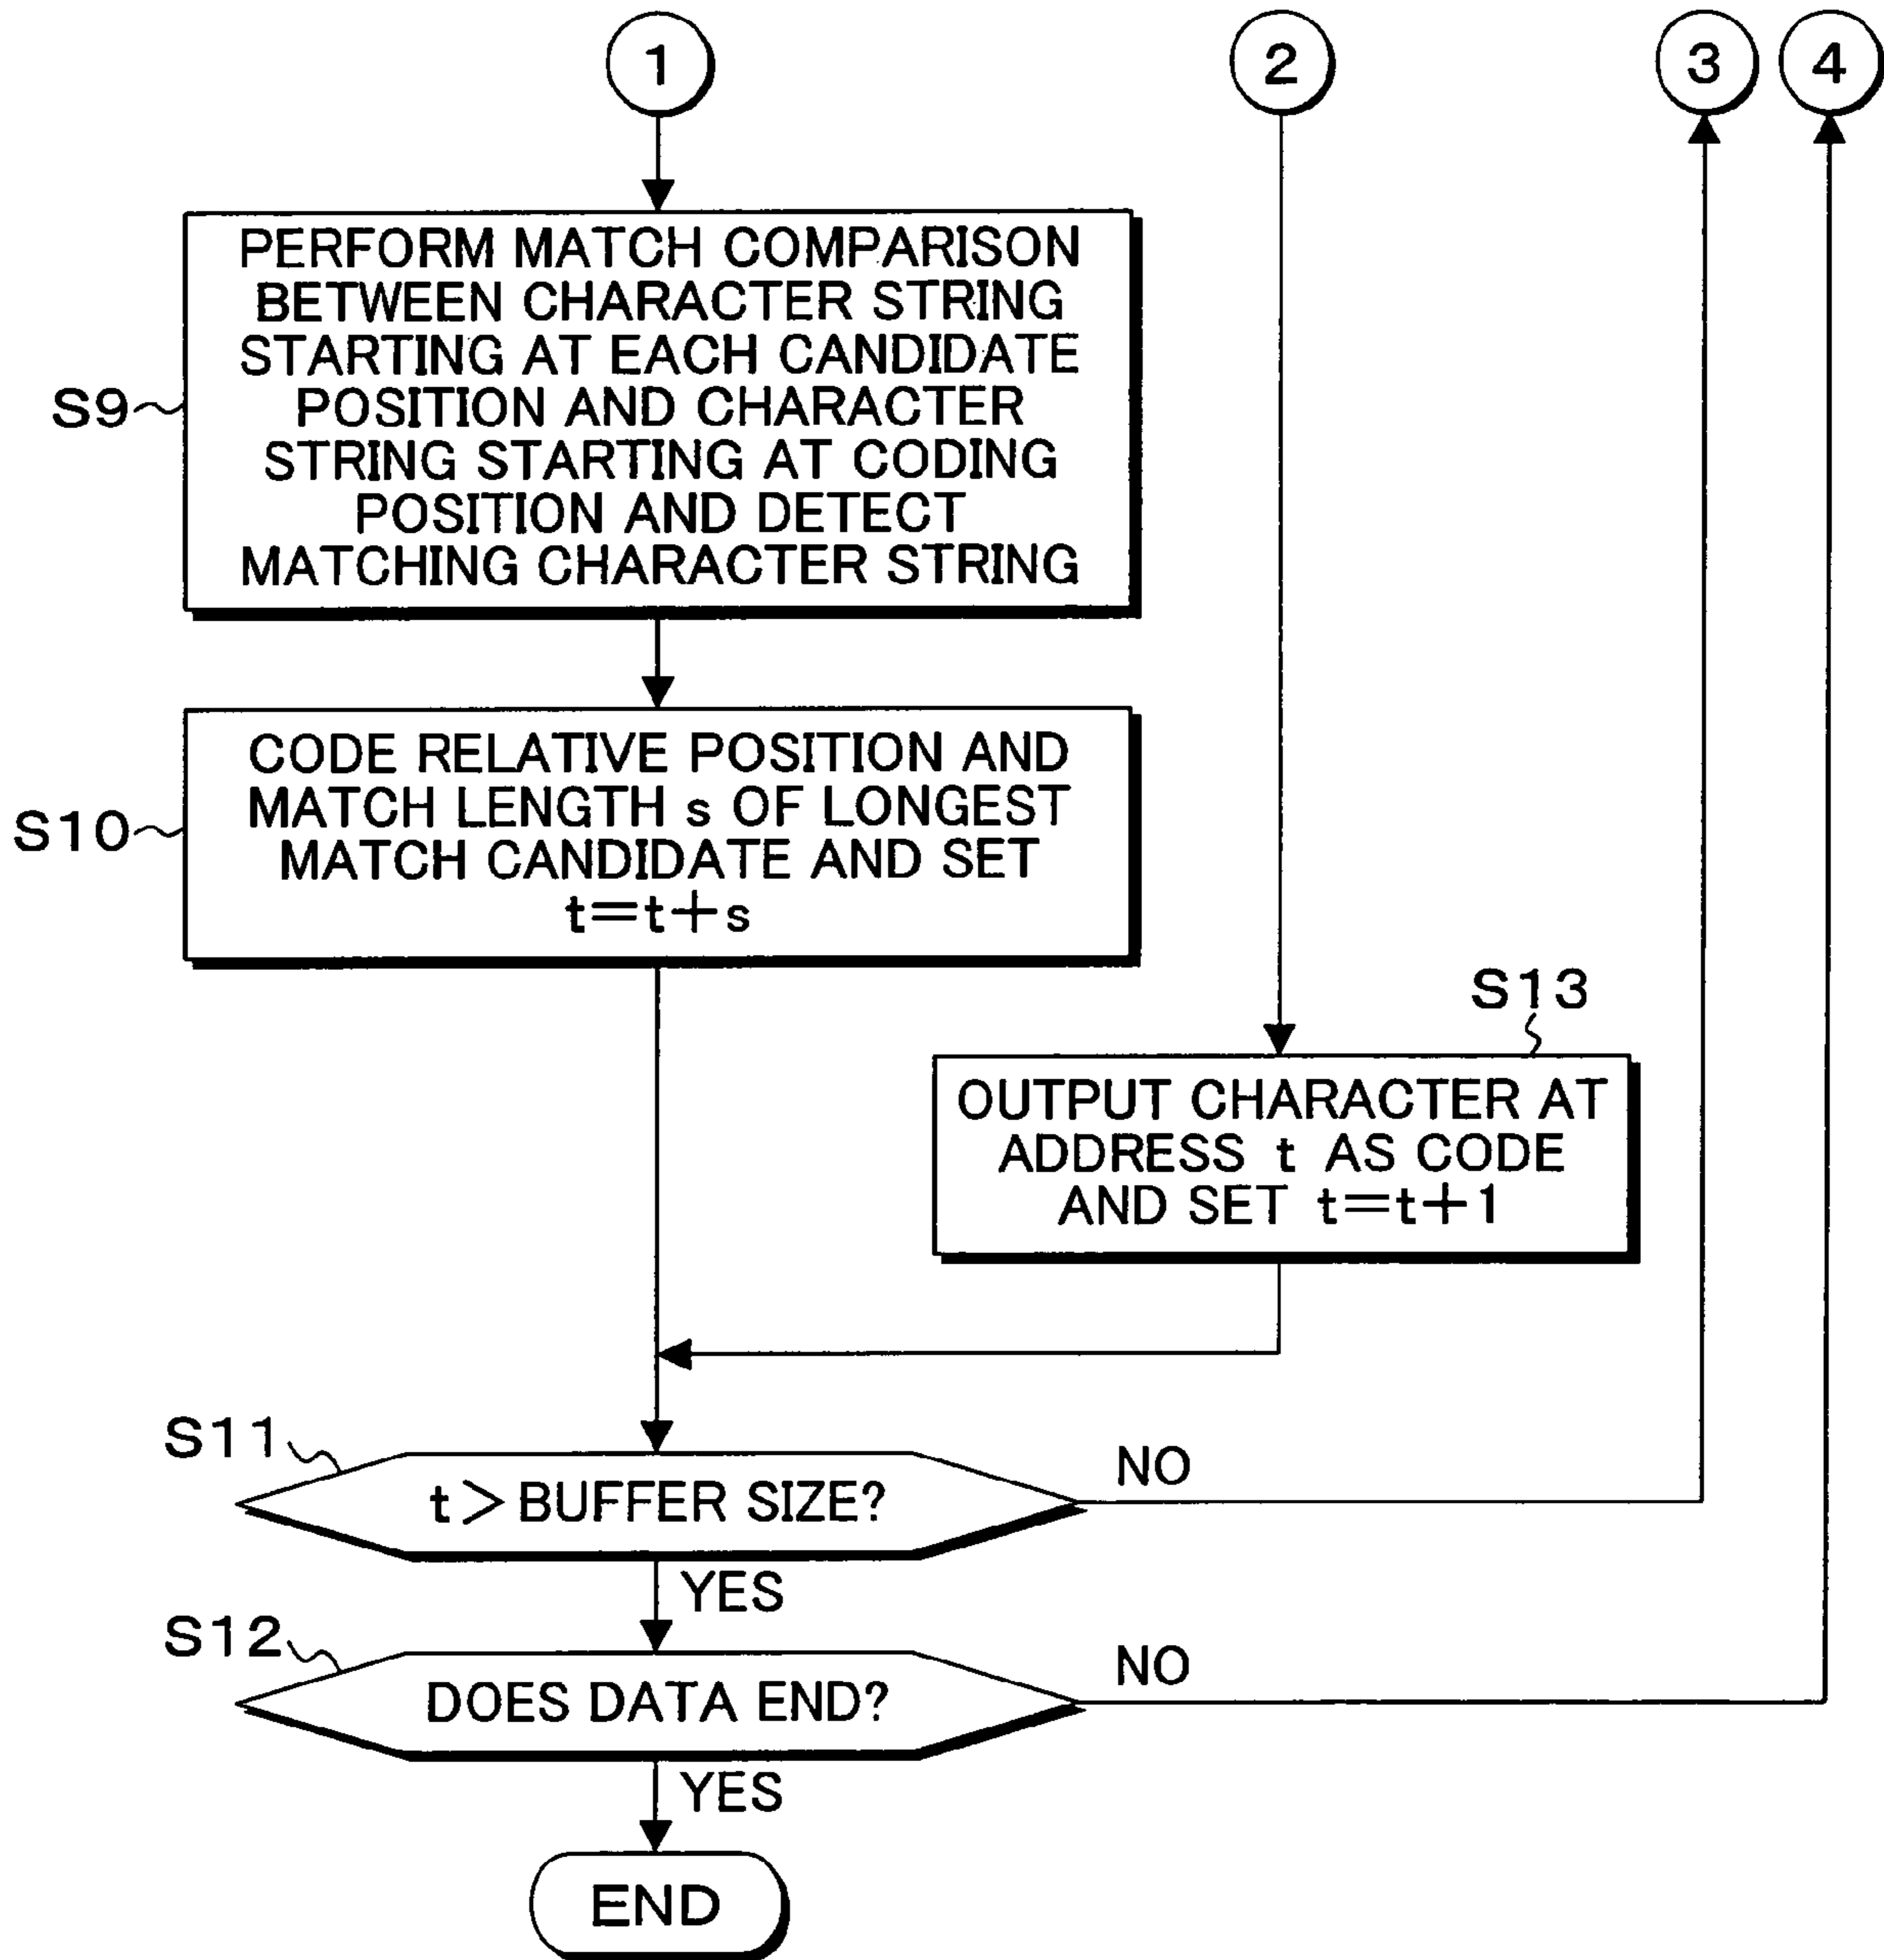 1
2
3
4
S9
PERFORM MATCH COMPARISON
BETWEEN CHARACTER STRING
STARTING AT EACH CANDIDATE
POSITION AND CHARACTER
STRING STARTING AT CODING
POSITION AND DETECT
MATCHING CHARACTER STRING
S10
CODE RELATIVE POSITION AND
MATCH LENGTH s OF LONGEST
MATCH CANDIDATE AND SET
t=t+s
S13
OUTPUT CHARACTER AT
ADDRESS t AS CODE
AND SET t=t+1
S11
t>BUFFER SIZE?
NO
YES
S12
DOES DATA END?
NO
YES
END